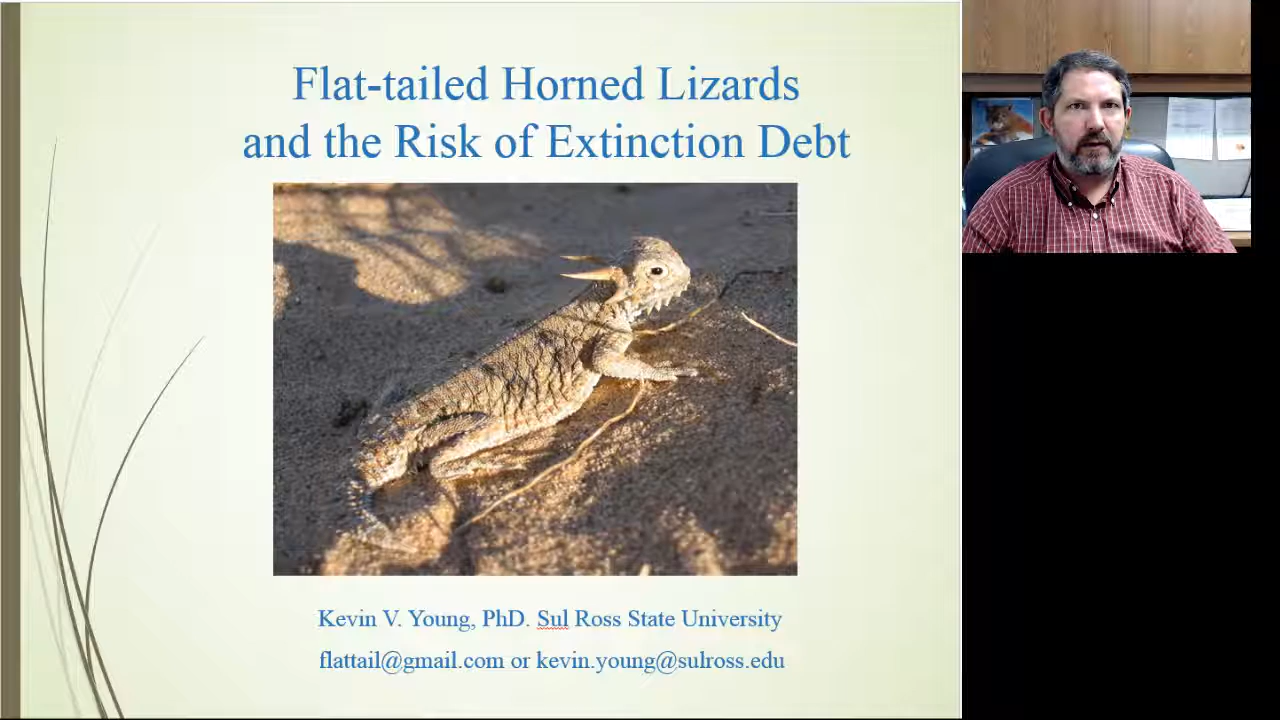 Flat-tailed Horned Lizards
and the Risk of Extinction Debt
Kevin V. Young, PhD. Sul Ross State University
flattail@gmail.com or kevin.young@sulross.edu